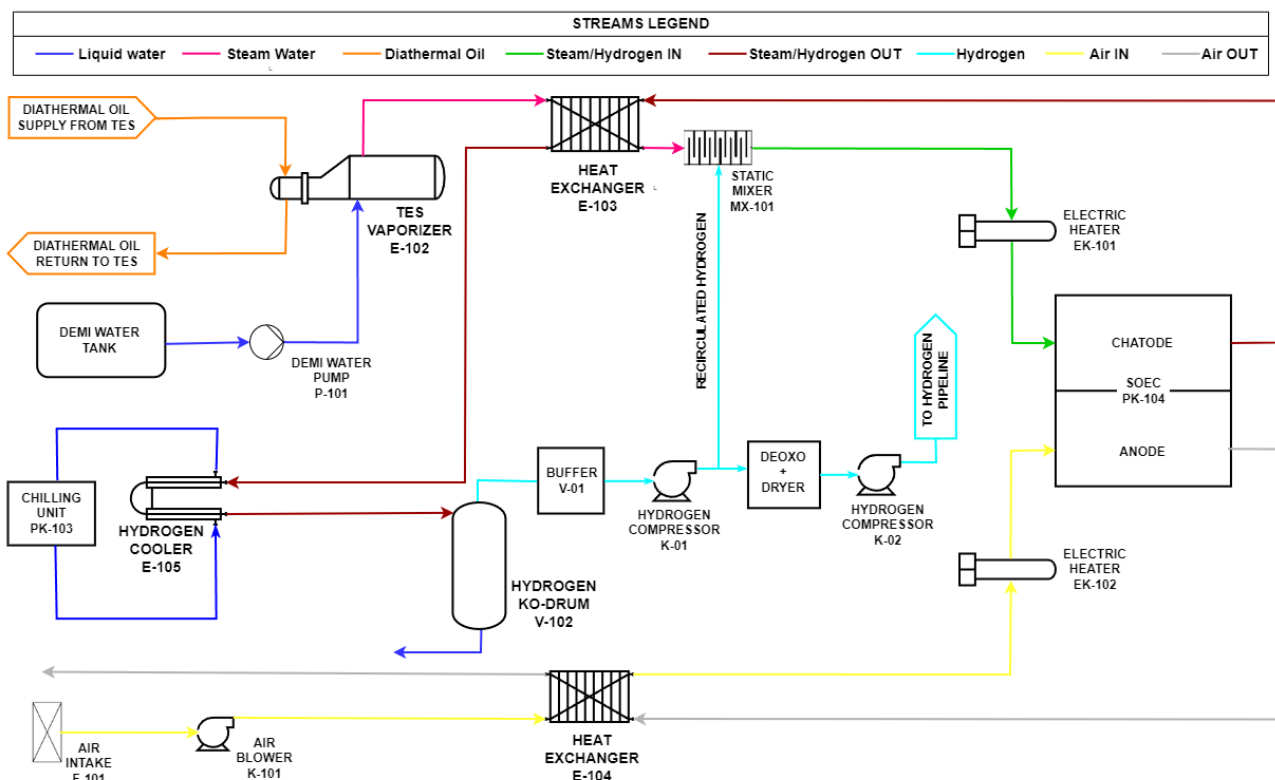 STREAMS LEGEND
Liquid water
Steam Water
Diathermal Oil
Steam/Hydrogen IN
Steam/Hydrogen OUT
Hydrogen
Air IN
Air OUT
DIATHERMAL OIL
SUPPLY FROM TES
HEAT
EXCHANGER
E-103
STATIC
MIXER
MX-101
TES
VAPORIZER
E-102
DIATHERMAL OIL
RETURN TO TES
ELECTRIC
HEATER
EK-101
DEMI WATER
TANK
DEMI WATER
PUMP
P-101
RECIRCULATED HYDROGEN
TO HYDROGEN
PIPELINE
CHATODE
SOEC
PK-104
ANODE
CHILLING
UNIT
PK-103
HYDROGEN
COOLER
E-105
BUFFER
V-01
HYDROGEN
COMPRESSOR
K-01
DEOXO
+
DRYER
HYDROGEN
COMPRESSOR
K-02
ELECTRIC
HEATER
EK-102
HYDROGEN
KO-DRUM
V-102
AIR
INTAKE
F-101
AIR
BLOWER
K-101
HEAT
EXCHANGER
E-104